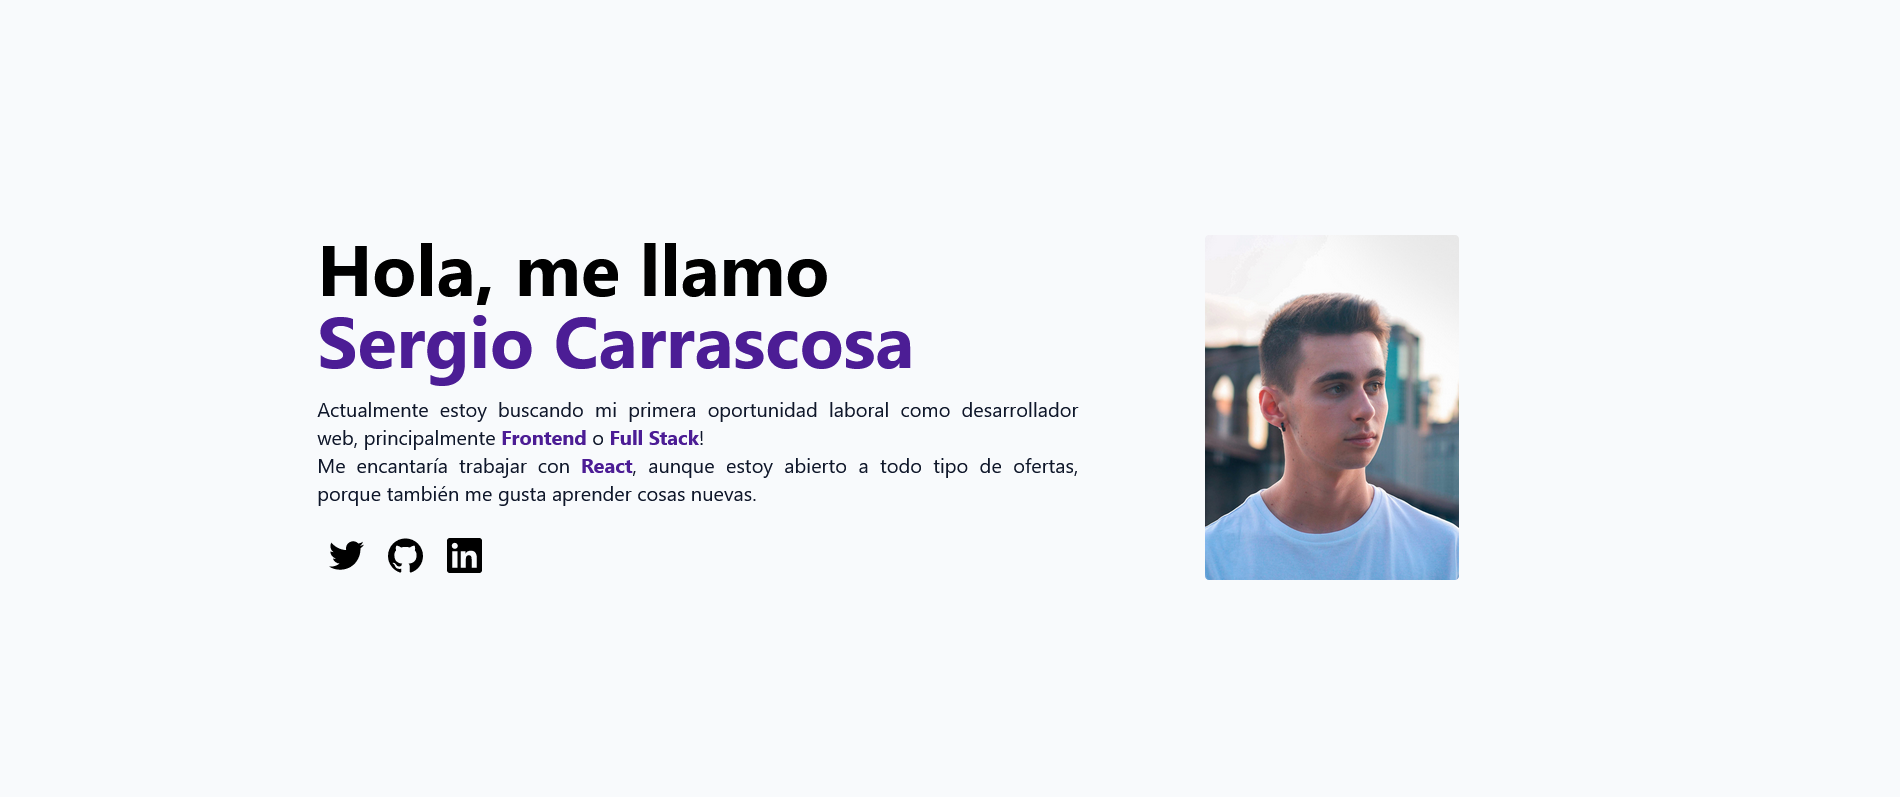 Hola, me llamo
Sergio Carrascosa
Actualmente estoy buscando mi primera oportunidad laboral como desarrollador
web, principalmente Frontend o Full Stack!
Me encantaría trabajar con React, aunque estoy abierto a todo tipo de ofertas,
porque también me gusta aprender cosas nuevas.
in